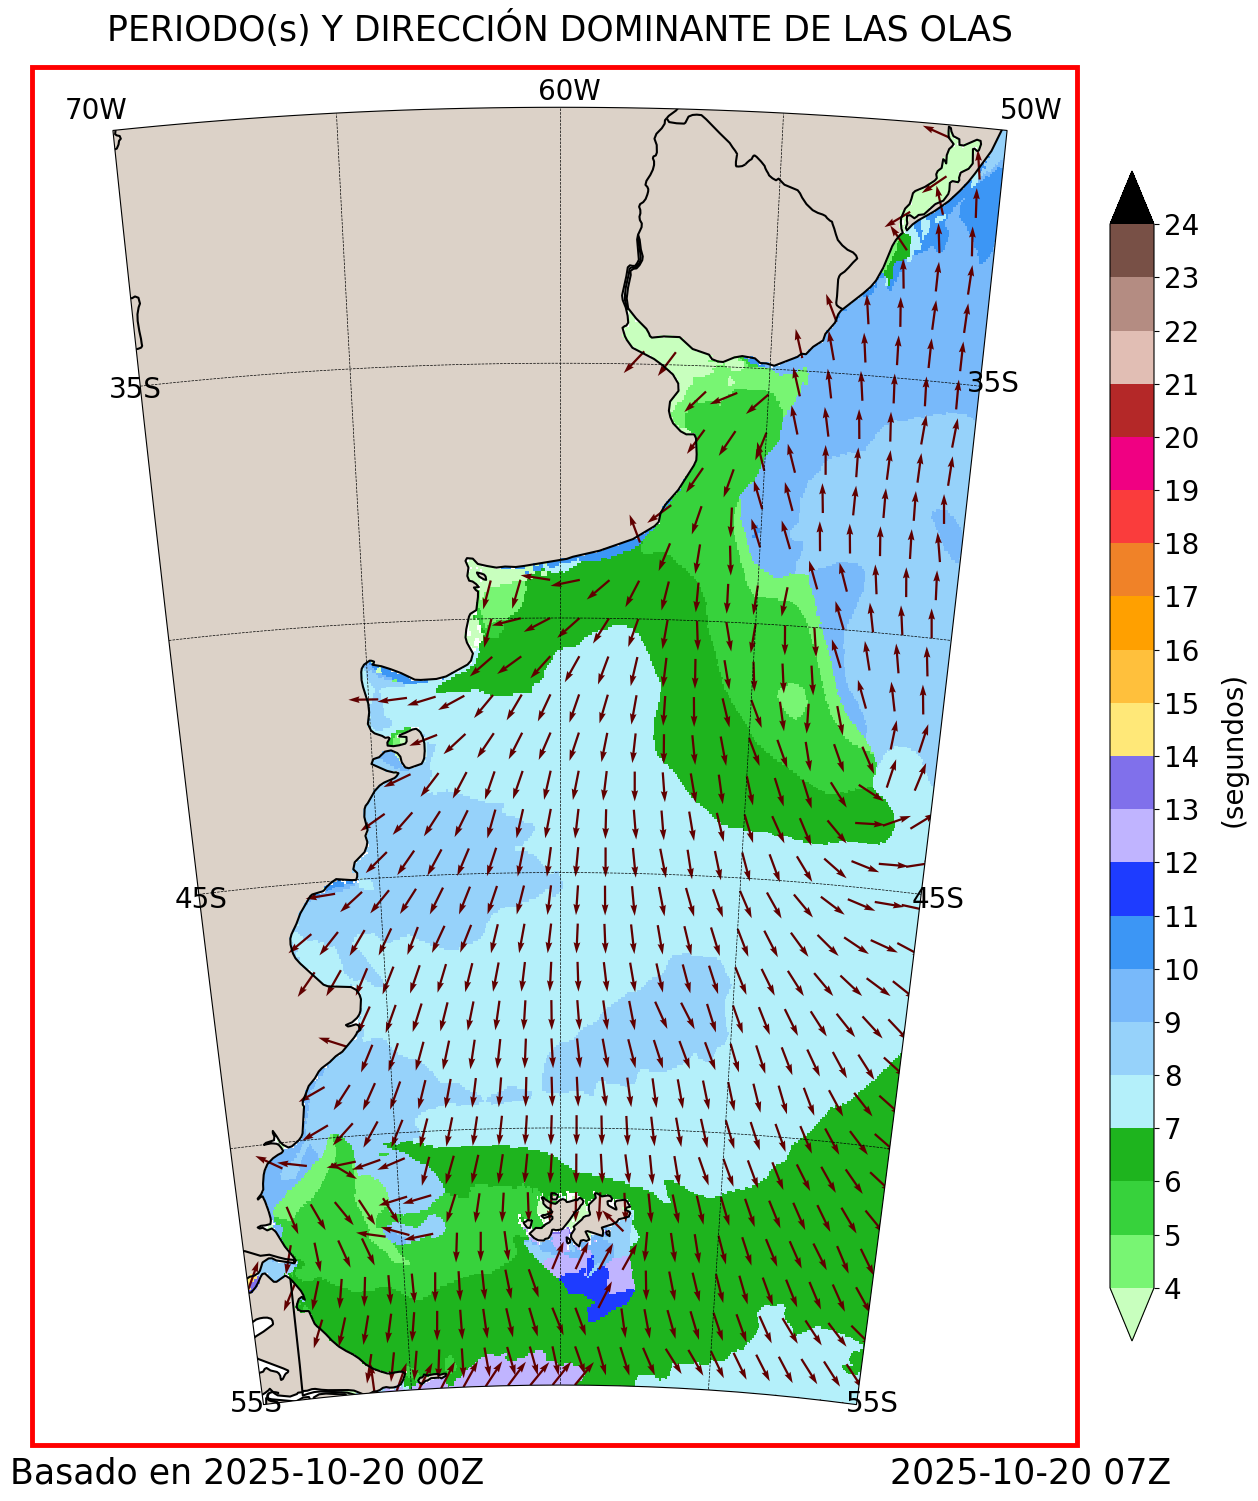 PERIODO(s) Y DIRECCIÓN DOMINANTE DE LAS OLAS
70W
60W
50W
35S
35S
45S
45S
55S
55S
24
23
22
21
20
19
18
17
16
15
14
13
12
11
10
9
8
7
6
5
4
(segundos)
Basado en 2025-10-20 00Z
2025-10-20 07Z